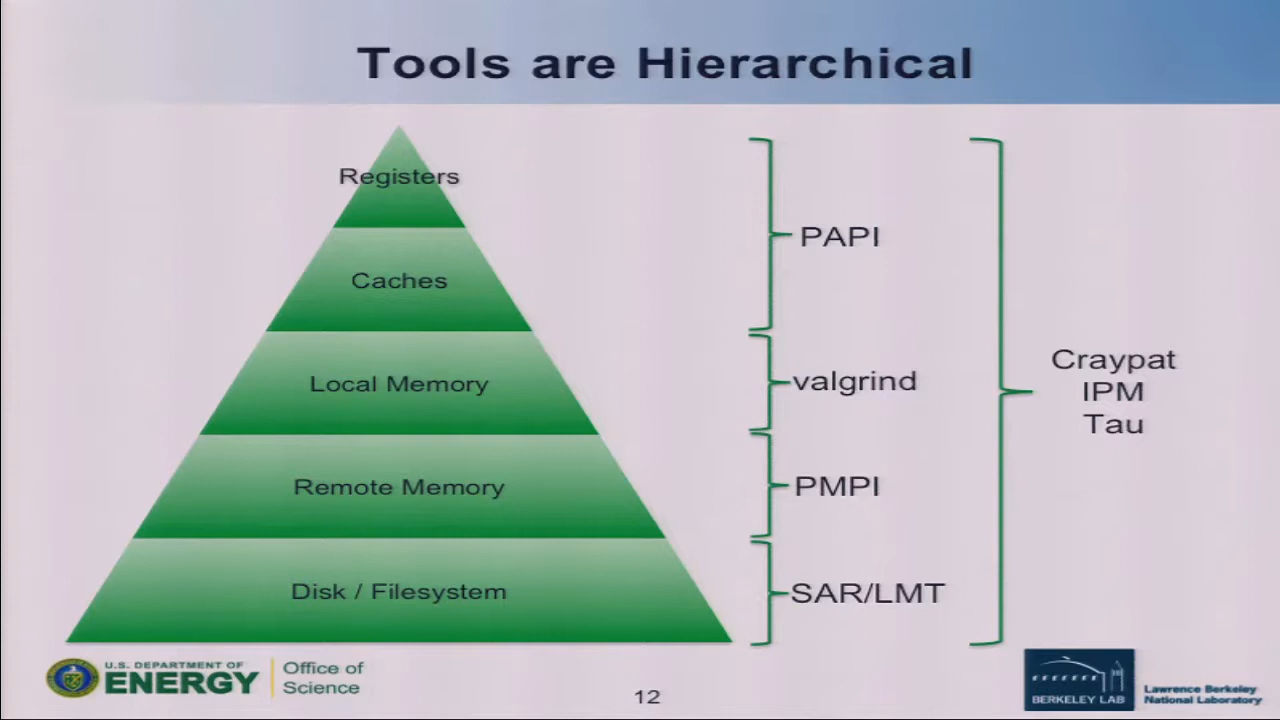 Tools are Hierarchical
Registers
Caches
Local Memory
Remote Memory
Disk / Filesystem
PAPI
valgrind
PMPI
SAR/LMT
Craypat
IPM
Tau
U.S. DEPARTMENT OF
ENERGY
Office of
Science
12
BERKELEY LAB
Lawrence Berkeley
National Laboratory